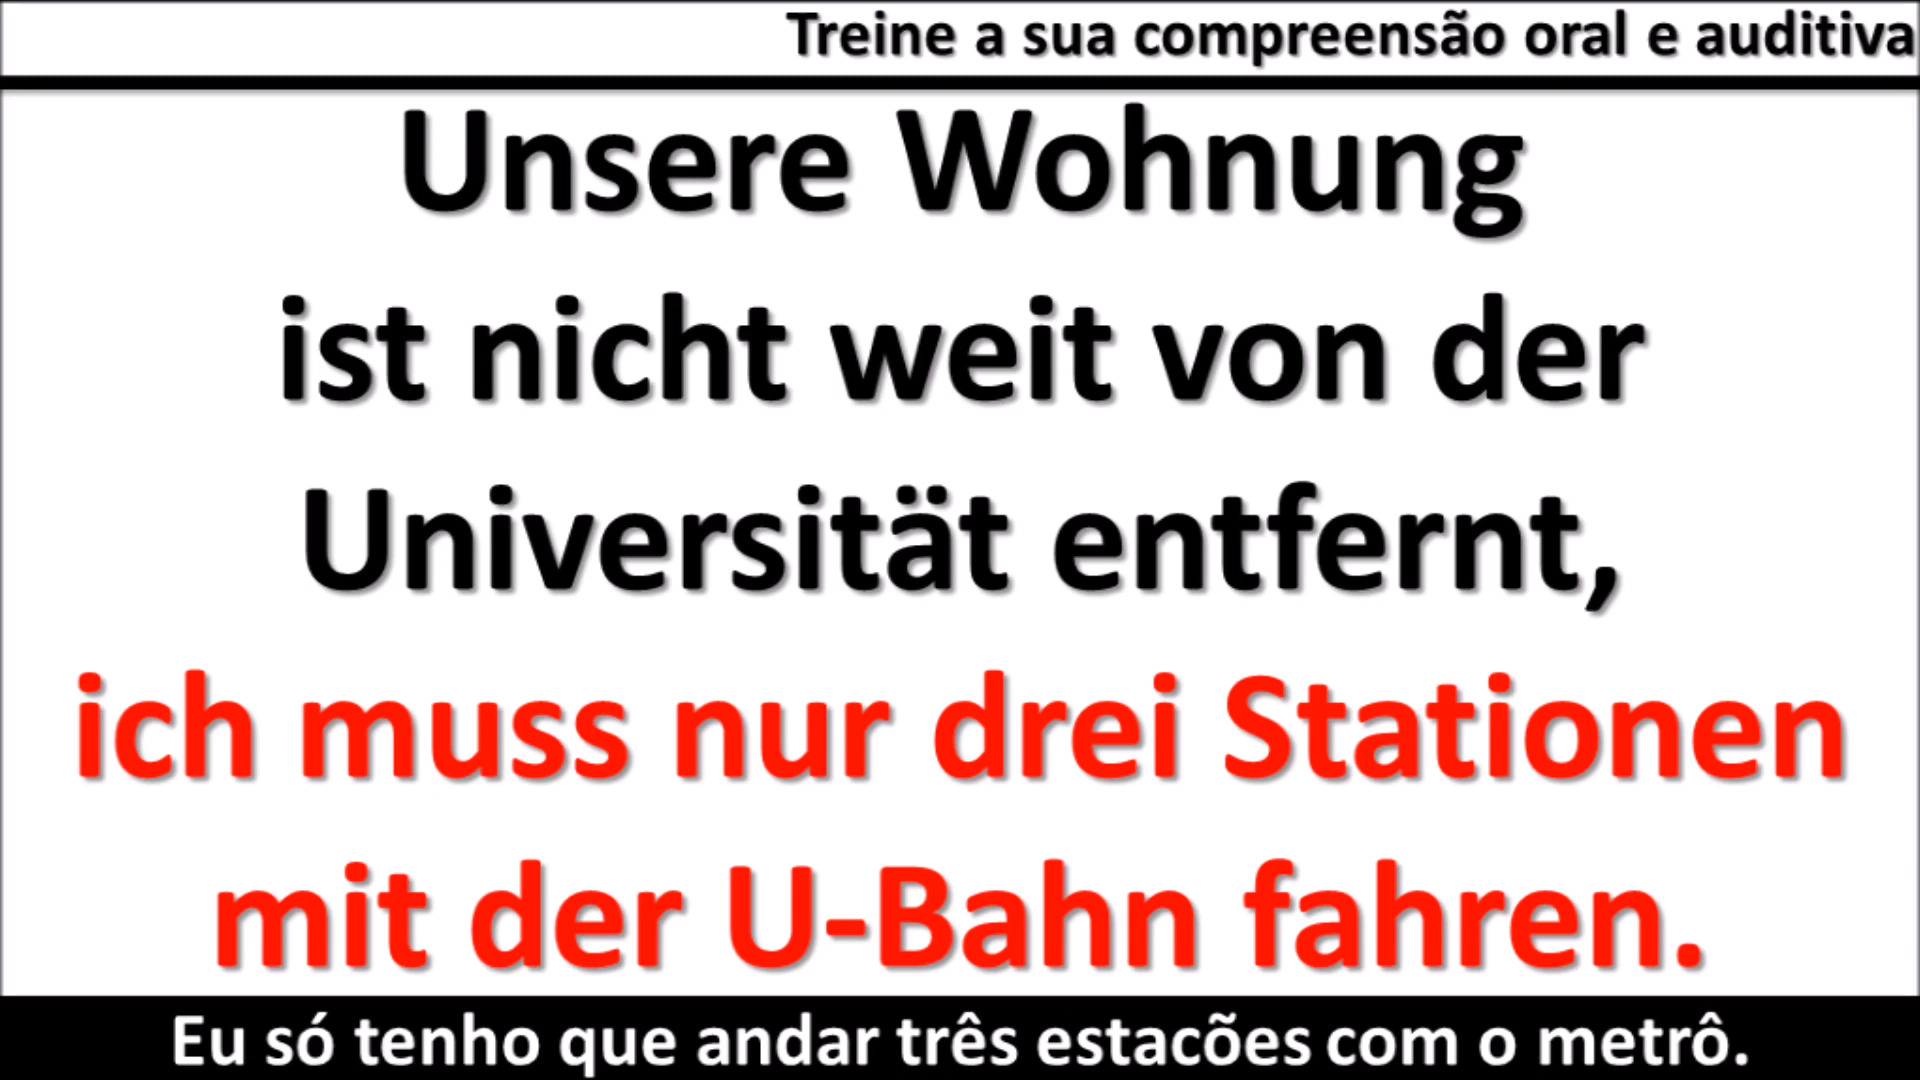 Treine a sua compreensão oral e auditiva
Unsere Wohnung
ist nicht weit von der
Universität entfernt,
ich muss nur drei Stationen
mit der U-Bahn fahren.
Eu só tenho que andar três estacões com o metrô.